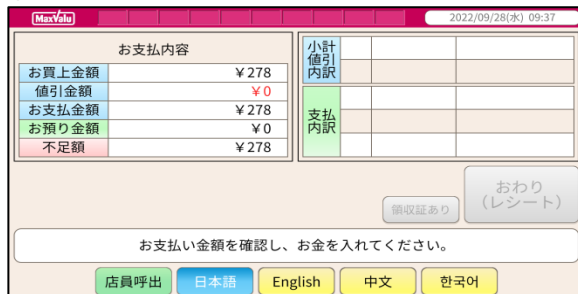 MaxValu
2022/09/28(水) 09:37
お支払内容
お買上金額 ¥278
値引金額 ¥0
お支払金額 ¥278
お預り金額 ¥0
不足額 ¥278
小計
値引
内訳
支払
内訳
領収証あり
おわり
(レシート)
お支払い金額を確認し、お金を入れてください。
店員呼出 日本語 English 中文 한국어